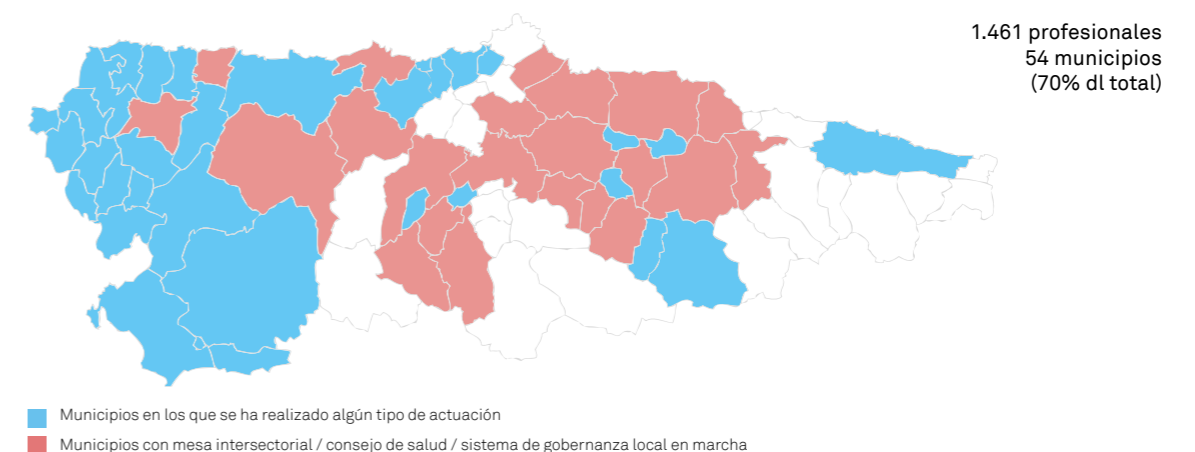 1.461 profesionales
54 municipios
(70% dl total)
Municipios en los que se ha realizado algún tipo de actuación
Municipios con mesa intersectorial / consejo de salud / sistema de gobernanza local en marcha